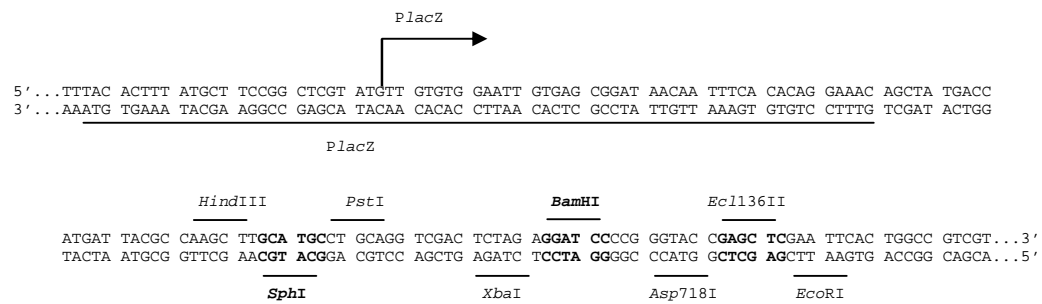 PlacZ
5'...TTTAC ACTTT ATGCT TCCGG CTCGT ATGTT GTGTG GAATT GTGAG CGGAT AACAA TTTCA CACAG GAAAC AGCTA TGACC
3'...AAATG TGAAA TACGA AGGCC GAGCA TACAA CACAC CTTAA CACTC GCCTA TTGTT AAAGT GTGTC CTTTG TCGAT ACTGG
PlacZ
HindIII PstI BamHI Ecl136II
ATGAT TACGC CAAGC TTGCA TGCCT GCAGG TCGAC TCTAG AGGAT CCCCG GGTAC CGAGC TCGAA TTCAC TGGCC GTCGT...3'
TACTA ATGCG GTTCG AACGT ACGGA CGTCC AGCTG AGATC TCCTA GGGGC CCATG GCTCG AGCTT AAGTG ACCGG CAGCA...5'
SphI XbaI Asp718I EcoRI